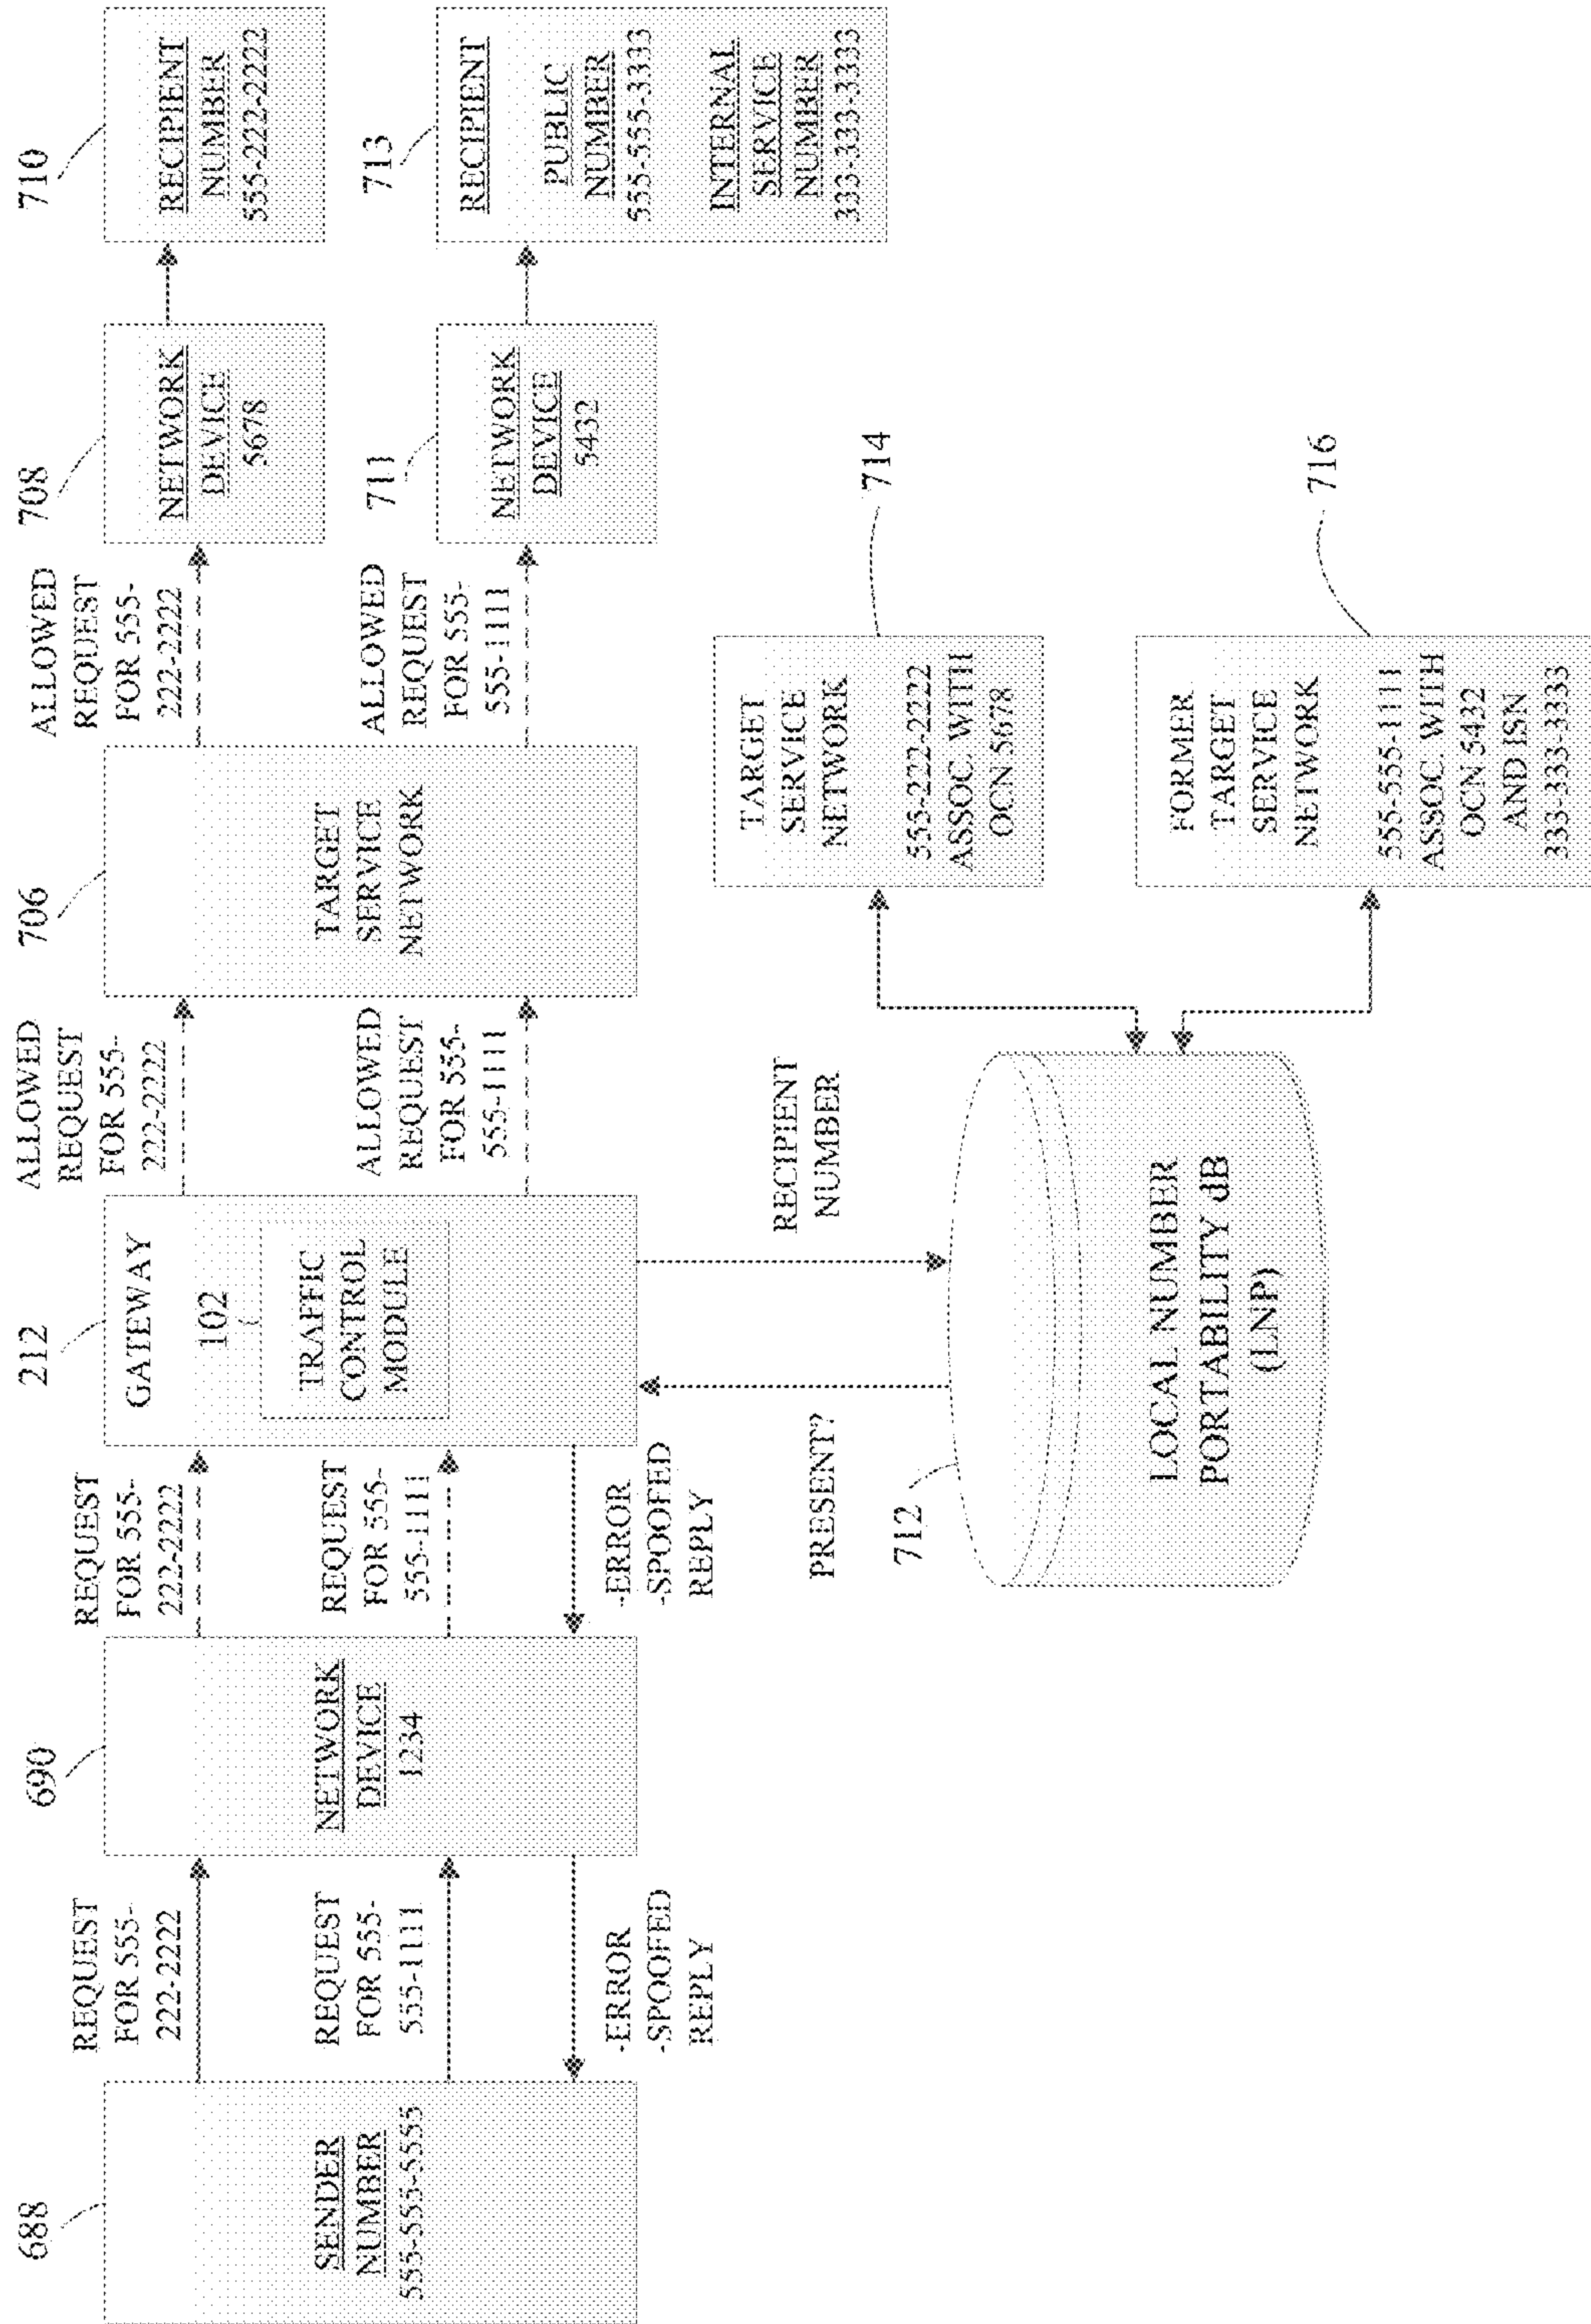 688
SENDER
NUMBER
555-555-5555
REQUEST
FOR 555-
222-2222
REQUEST
FOR 555-
555-1111
-ERROR
-SPOOFED
REPLY
690
NETWORK
DEVICE
1234
REQUEST
FOR 555-
222-2222
REQUEST
FOR 555-
555-1111
-ERROR
-SPOOFED
REPLY
212
GATEWAY
102
TRAFFIC
CONTROL
MODULE
ALLOWED
REQUEST
FOR 555-
222-2222
ALLOWED
REQUEST
FOR 555-
555-1111
706
TARGET
SERVICE
NETWORK
ALLOWED
REQUEST
FOR 555-
222-2222
ALLOWED
REQUEST
FOR 555-
555-1111
708
NETWORK
DEVICE
5678
710
RECIPIENT
NUMBER
555-222-2222
711
NETWORK
DEVICE
5432
713
RECIPIENT
PUBLIC
NUMBER
555-555-3333
INTERNAL
SERVICE
NUMBER
333-333-3333
PRESENT?
RECIPIENT
NUMBER
712
LOCAL NUMBER
PORTABILITY dB
(LNP)
714
TARGET
SERVICE
NETWORK
555-222-2222
ASSOC. WITH
OCN 5678
716
FORMER
TARGET
SERVICE
NETWORK
555-555-1111
ASSOC. WITH
OCN 5432
AND ISN
333-333-3333